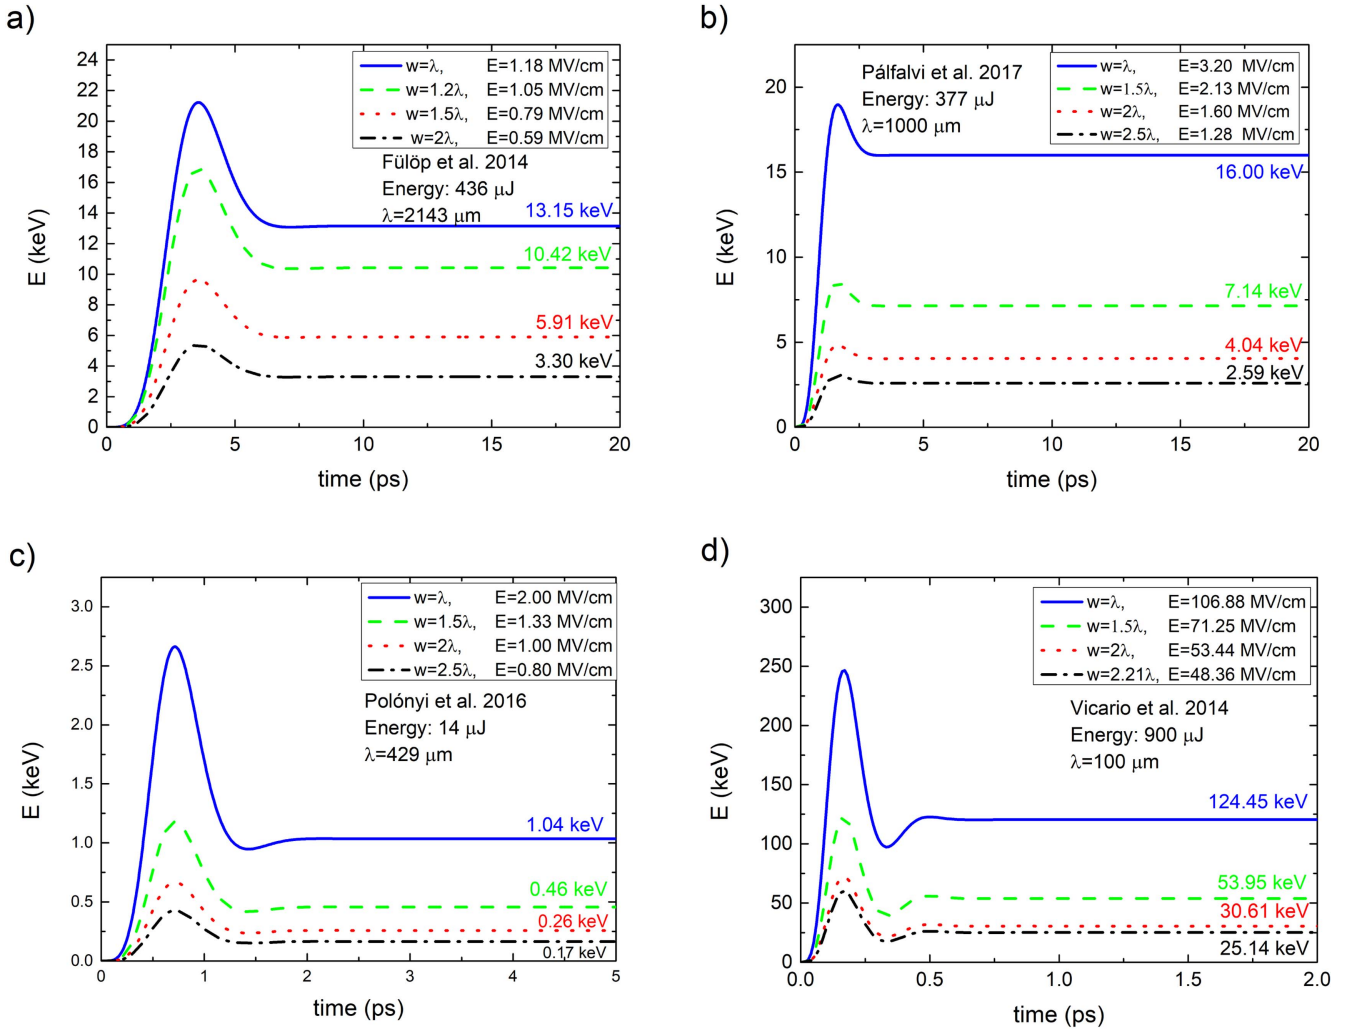 a)
24
22
20
18
16
14
12
10
8
6
4
2
0
E (keV)
w=λ, E=1.18 MV/cm
w=1.2λ, E=1.05 MV/cm
w=1.5λ, E=0.79 MV/cm
w=2λ, E=0.59 MV/cm
Fülöp et al. 2014
Energy: 436 μJ
λ=2143 μm
13.15 keV
10.42 keV
5.91 keV
3.30 keV
0 5 10 15 20
time (ps)
b)
20
15
10
5
0
E (keV)
Pálfalvi et al. 2017
Energy: 377 μJ
λ=1000 μm
w=λ, E=3.20 MV/cm
w=1.5λ, E=2.13 MV/cm
w=2λ, E=1.60 MV/cm
w=2.5λ, E=1.28 MV/cm
16.00 keV
7.14 keV
4.04 keV
2.59 keV
0 5 10 15 20
time (ps)
c)
3.0
2.5
2.0
1.5
1.0
0.5
0.0
E (keV)
w=λ, E=2.00 MV/cm
w=1.5λ, E=1.33 MV/cm
w=2λ, E=1.00 MV/cm
w=2.5λ, E=0.80 MV/cm
Polónyi et al. 2016
Energy: 14 μJ
λ=429 μm
1.04 keV
0.46 keV
0.26 keV
0.17 keV
0 1 2 3 4 5
time (ps)
d)
300
250
200
150
100
50
0
E (keV)
w=λ, E=106.88 MV/cm
w=1.5λ, E=71.25 MV/cm
w=2λ, E=53.44 MV/cm
w=2.21λ, E=48.36 MV/cm
Vicario et al. 2014
Energy: 900 μJ
λ=100 μm
124.45 keV
53.95 keV
30.61 keV
25.14 keV
0.0 0.5 1.0 1.5 2.0
time (ps)